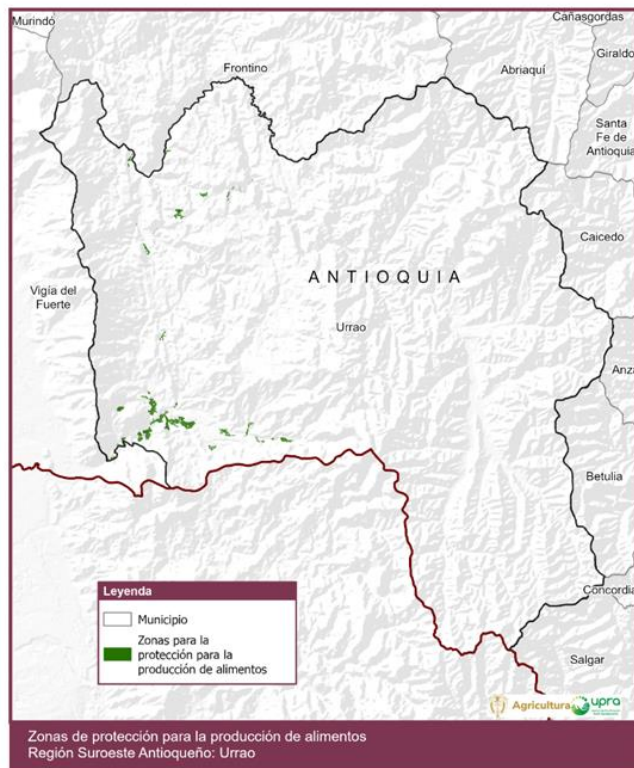 Murindó
Cañasgordas
Frontino
Abriaquí
Giraldo
Santa
Fe de
Antioquia
Caicedo
ANTIOQUIA
Vigía del
Fuerte
Urrao
Anzá
Betulia
Concordia
Salgar
Leyenda
Municipio
Zonas para la
protección para la
producción de alimentos
Agricultura
upra
Zonas de protección para la producción de alimentos
Región Suroeste Antioqueño: Urrao